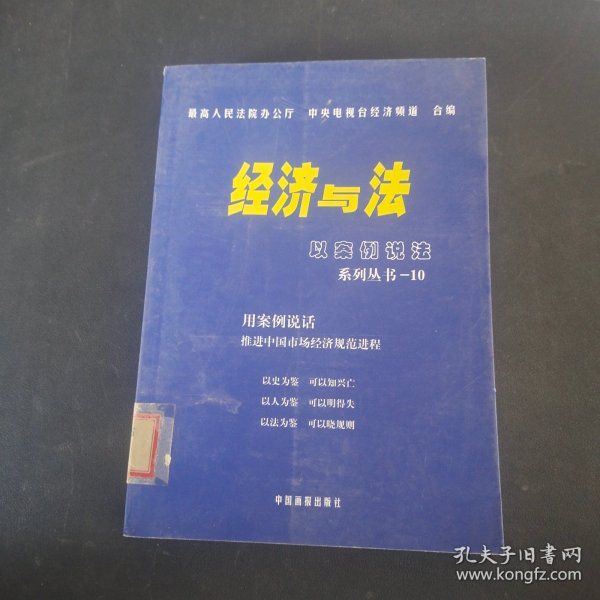 最高人民法院办公厅 中央电视台经济频道 合编
经济与法
以案例说法
系列丛书-10
用案例说话
推进中国市场经济规范进程
以史为鉴 可以知兴亡
以人为鉴 可以明得失
以法为鉴 可以晓规则
中国画报出版社
孔夫子旧书网
www.kongfz.com